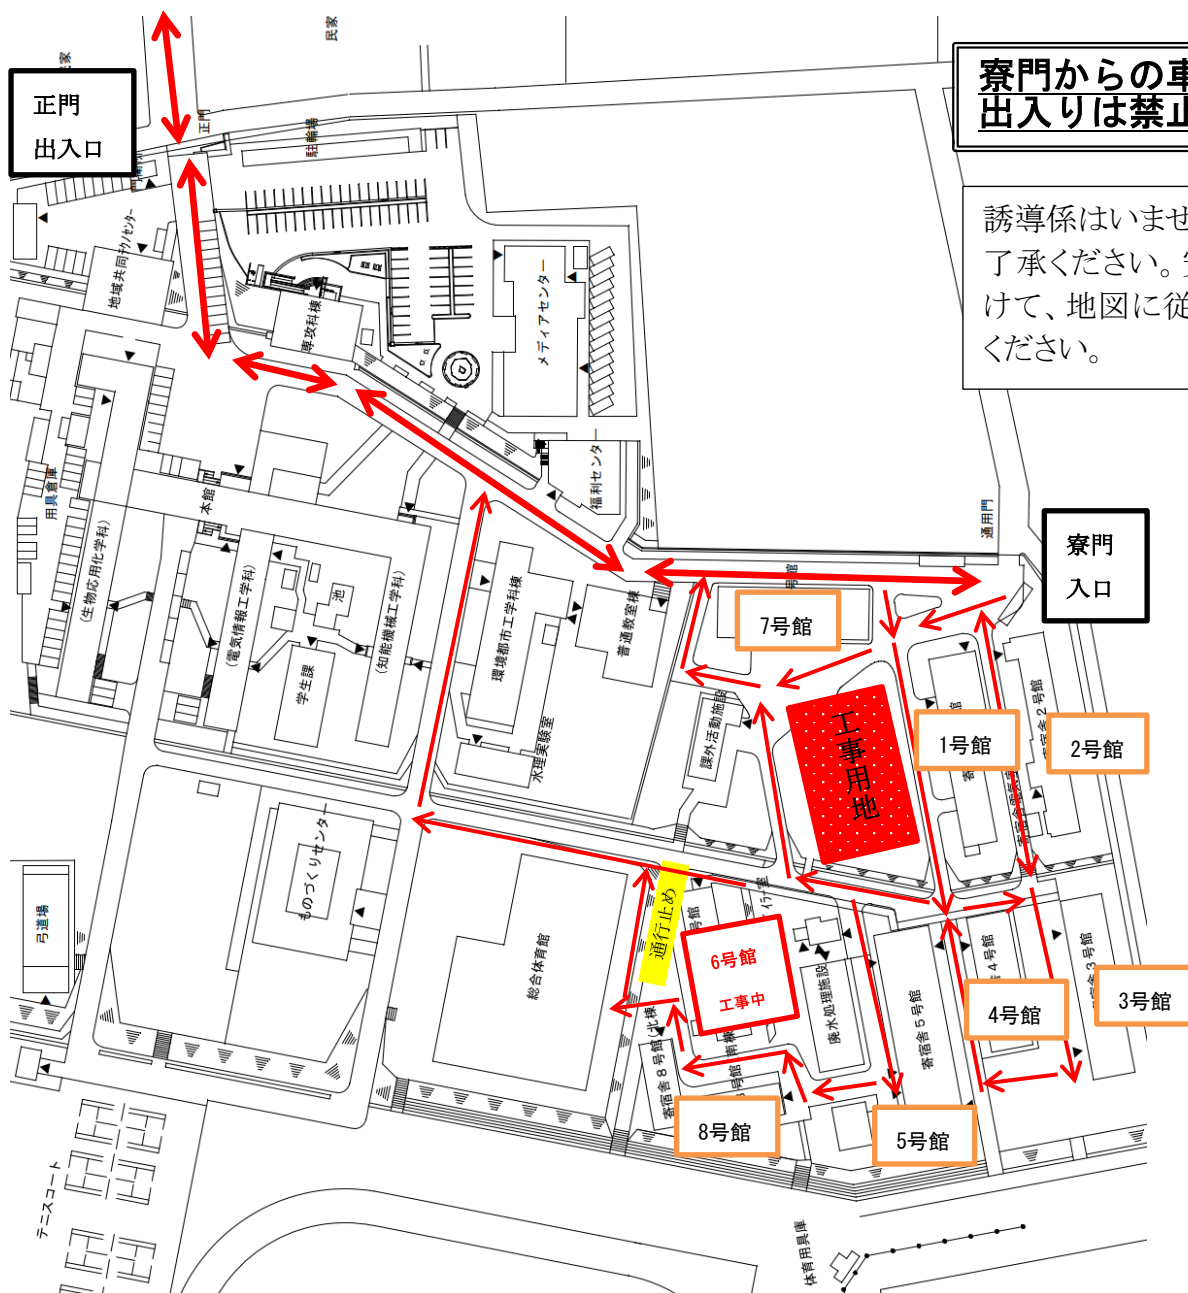 民家
民家
正門
出入口
正門
駐輪場
寮門からの車
出入りは禁止
誘導係はいませ
了承ください。
けて、地図に従
ください。
地域共同テクノセンター
専攻科棟
メディアセンター
福利センター
用具倉庫
本館
(生物応用化学科)
(電気情報工学科)
池
学生課
(知能機械工学科)
環境都市工学科棟
普通教室棟
水理実験室
課外活動施設
通用門
寮門
入口
号館
7号館
工事用地
1号館
寄宿舎2号館
2号館
寄宿舎電気室
ものづくりセンター
弓道場
総合体育館
通行止め
号館
6号館
工事中
廃水処理施設
寄宿舎5号館
舎4号館
4号館
3号館
寄宿舎8号館(北棟)
8号館
5号館
テニスコート
体育用具庫